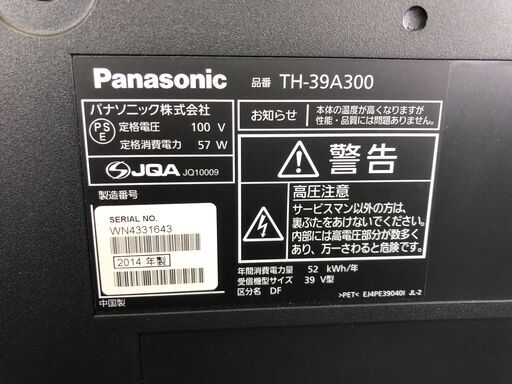 Panasonic
品番 TH-39A300
パナソニック株式会社
PS
E
定格電圧 100 V
定格消費電力 57 W
お知らせ
本体の温度が高くなりますが
性能・品質には問題ありません。
JQA JQ10009
警告
高圧注意
サービスマン以外の方は、
裏ぶたをあけないでください。
内部には高電圧部分が数多く
あり、万一さわると危険です。
製造番号
SERIAL NO.
WN4331643
2014 年製
中国製
年間消費電力量 52 kWh/年
受信機型サイズ 39 V型
区分名 DF
>PET< EJ4PE39040I JL-2